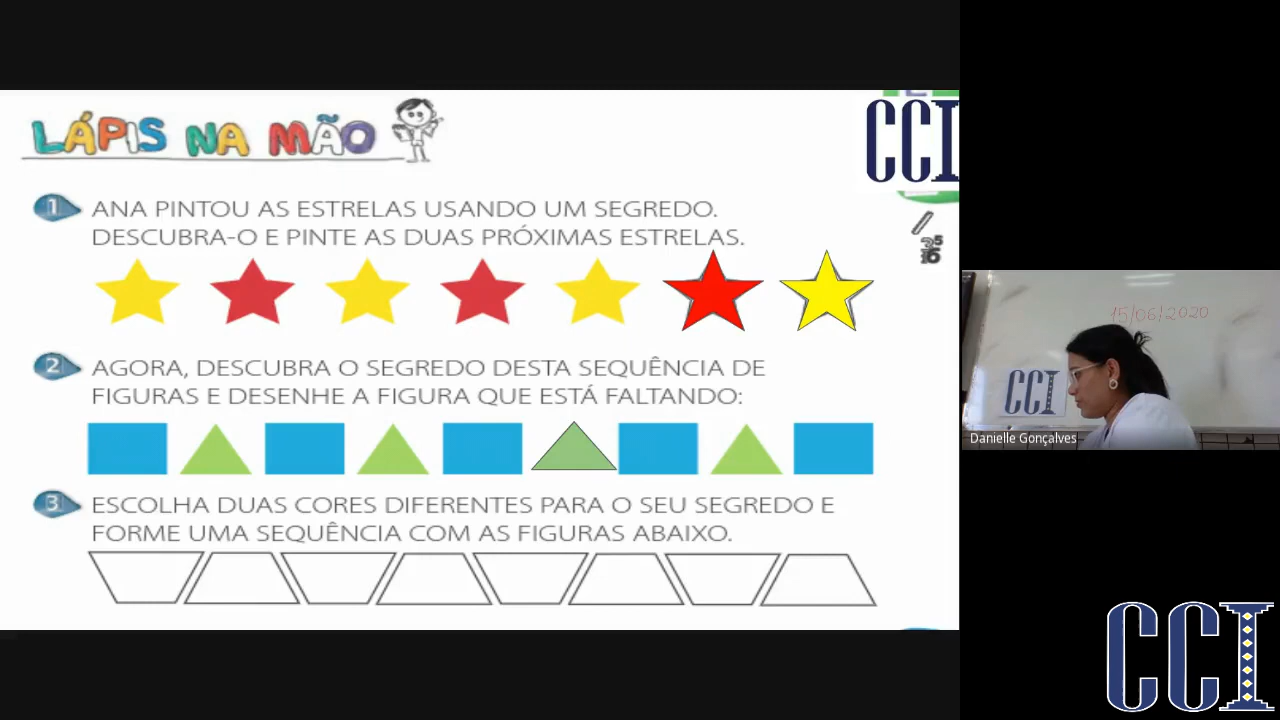 LÁPIS NA MÃO
CCI
1 ANA PINTOU AS ESTRELAS USANDO UM SEGREDO.
DESCUBRA-O E PINTE AS DUAS PRÓXIMAS ESTRELAS.
2 AGORA, DESCUBRA O SEGREDO DESTA SEQUÊNCIA DE
FIGURAS E DESENHE A FIGURA QUE ESTÁ FALTANDO:
3 ESCOLHA DUAS CORES DIFERENTES PARA O SEU SEGREDO E
FORME UMA SEQUÊNCIA COM AS FIGURAS ABAIXO.
15/06/2020
CCI
Danielle Gonçalves
CCI